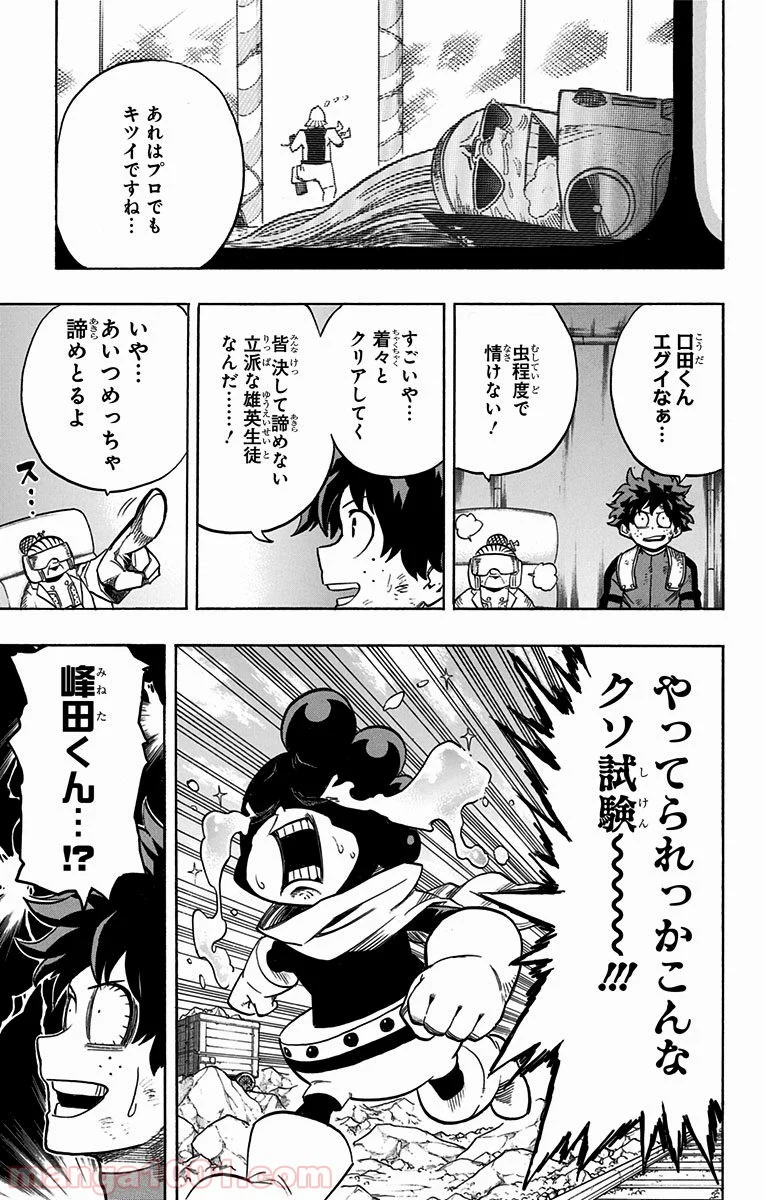 あれはプロでも
キツイですね…
口田くん
エグイなぁ…
虫程度で
情けない!
すごいや…
着々と
クリアしてく
皆決して諦めない
立派な雄英生徒
なんだ……!
いや…
あいつめっちゃ
諦めとるよ
ス…
やってられっかこんな
クソ試験〜〜〜〜!!!
峰田くん…!?
manga1001.com